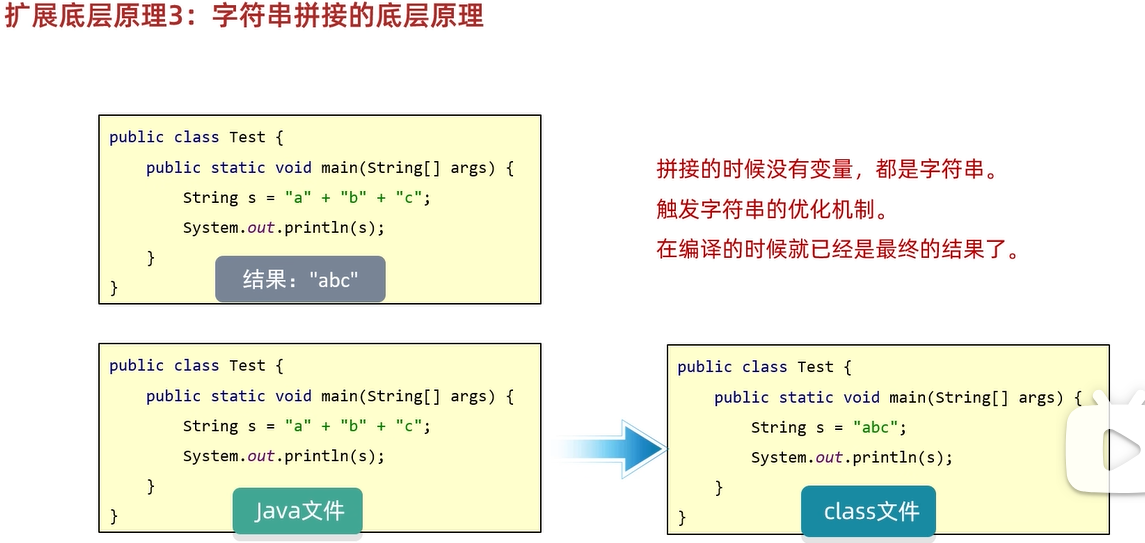 扩展底层原理3：字符串拼接的底层原理
public class Test {
public static void main(String[] args) {
String s = "a" + "b" + "c";
System.out.println(s);
}
}
结果："abc"
拼接的时候没有变量，都是字符串。
触发字符串的优化机制。
在编译的时候就已经是最终的结果了。
public class Test {
public static void main(String[] args) {
String s = "a" + "b" + "c";
System.out.println(s);
}
}
Java文件
public class Test {
public static void main(String[] args) {
String s = "abc";
System.out.println(s);
}
}
class文件